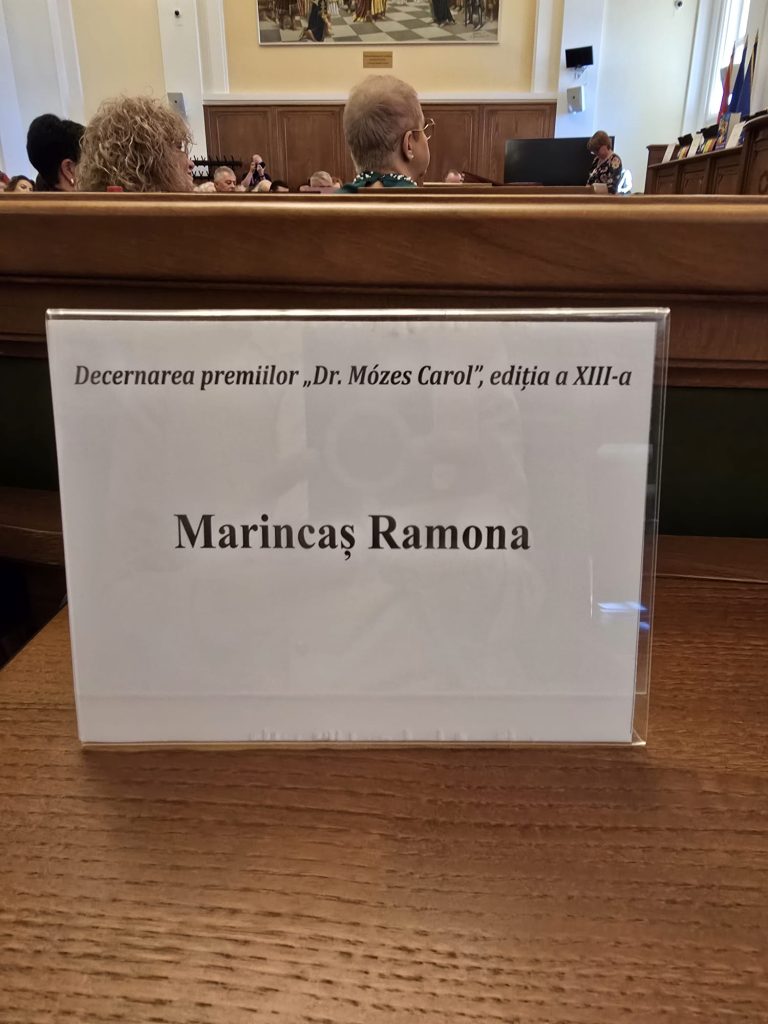 Decernarea premiilor „Dr. Mózes Carol”, ediția a XIII-a
Marincaș Ramona